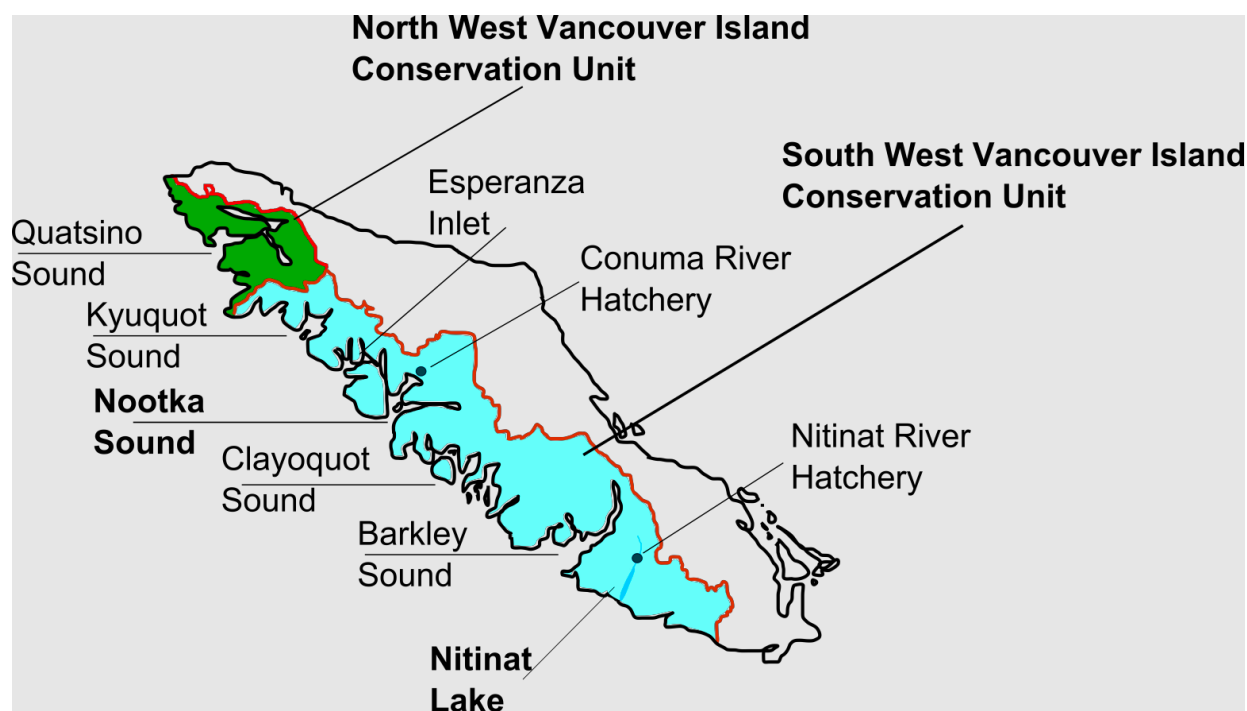 North West Vancouver Island
Conservation Unit
South West Vancouver Island
Conservation Unit
Esperanza
Inlet
Quatsino
Sound
Conuma River
Hatchery
Kyuquot
Sound
Nootka
Sound
Clayoquot
Sound
Nitinat River
Hatchery
Barkley
Sound
Nitinat
Lake